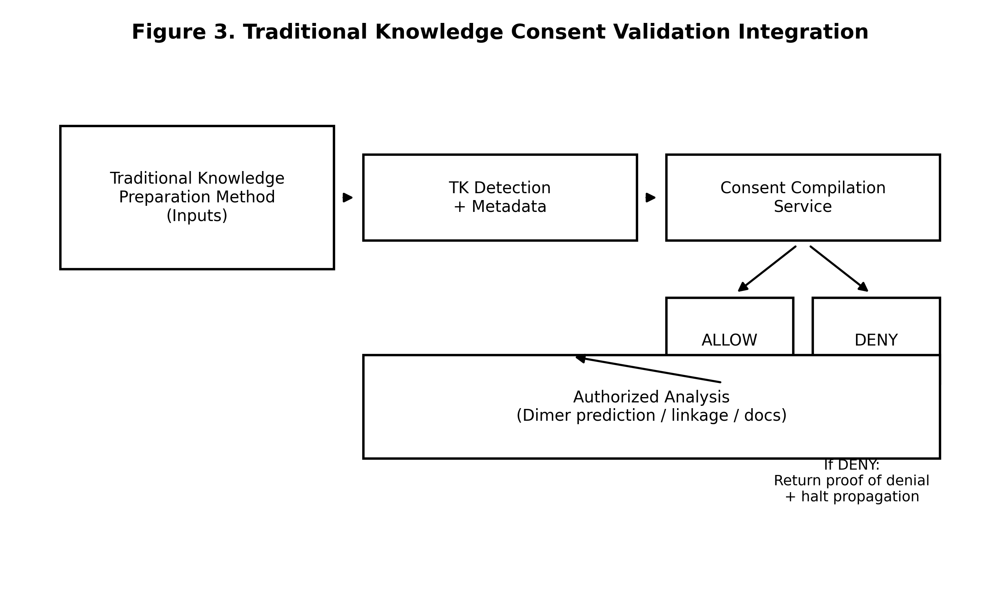 Figure 3. Traditional Knowledge Consent Validation Integration
Traditional Knowledge
Preparation Method
(Inputs)
TK Detection
+ Metadata
Consent Compilation
Service
ALLOW
DENY
Authorized Analysis
(Dimer prediction / linkage / docs)
If DENY:
Return proof of denial
+ halt propagation